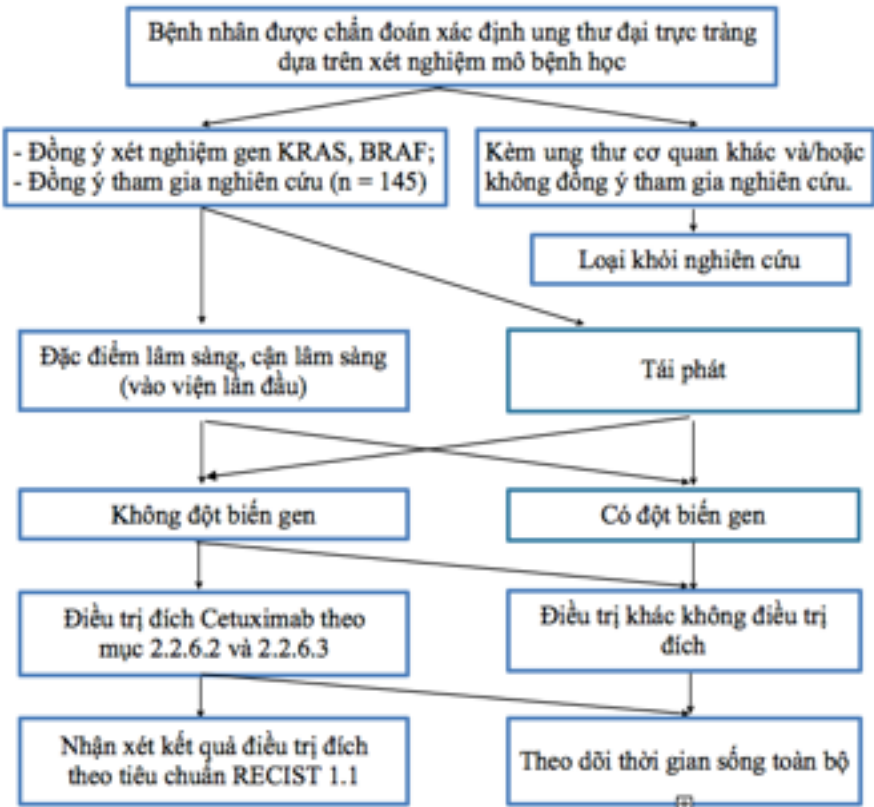 Bệnh nhân được chẩn đoán xác định ung thư đại trực tràng
dựa trên xét nghiệm mô bệnh học
- Đồng ý xét nghiệm gen KRAS, BRAF;
- Đồng ý tham gia nghiên cứu (n = 145)
Kèm ung thư cơ quan khác và/hoặc
không đồng ý tham gia nghiên cứu.
Loại khỏi nghiên cứu
Đặc điểm lâm sàng, cận lâm sàng
(vào viện lần đầu)
Tái phát
Không đột biến gen
Có đột biến gen
Điều trị đích Cetuximab theo
mục 2.2.6.2 và 2.2.6.3
Điều trị khác không điều trị
đích
Nhận xét kết quả điều trị đích
theo tiêu chuẩn RECIST 1.1
Theo dõi thời gian sống toàn bộ